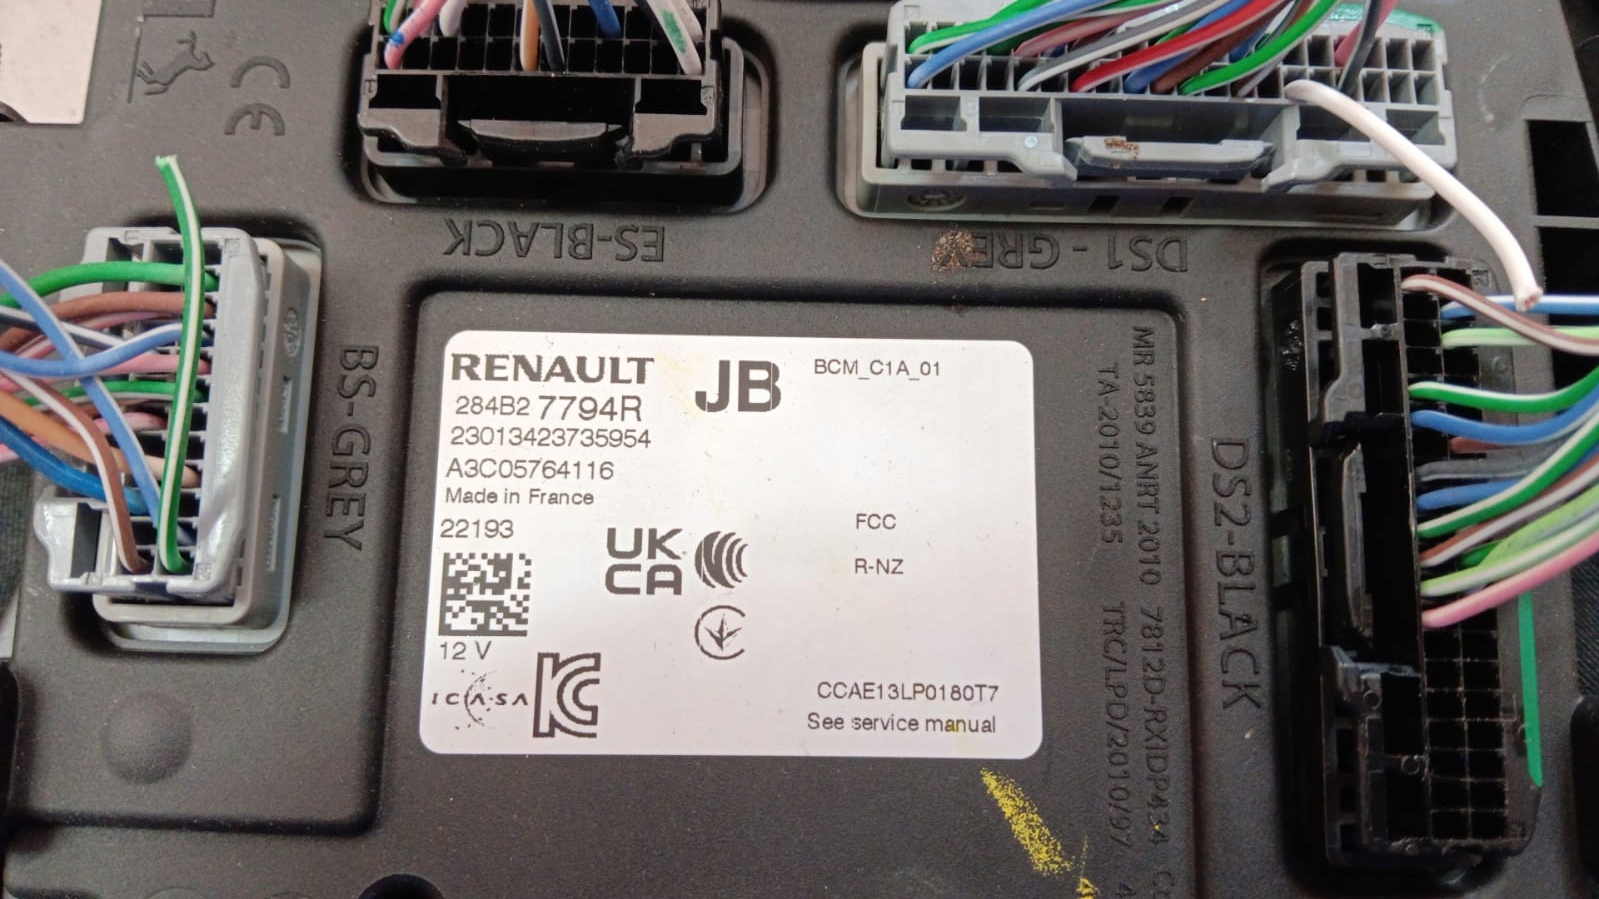 CE
ES-BLACK
DS1 - GREY
BS-GREY
RENAULT JB BCM_C1A_01
284B2 7794R
23013423735954
A3C05764116
Made in France
22193
UK
CA
FCC
R-NZ
12 V
ICASA
CCAE13LP0180T7
See service manual
MR 5839 ANRT 2010 7812D-RXIDP4434
TA-2010/1235 TRC/LPD/2010/97
DS2-BLACK